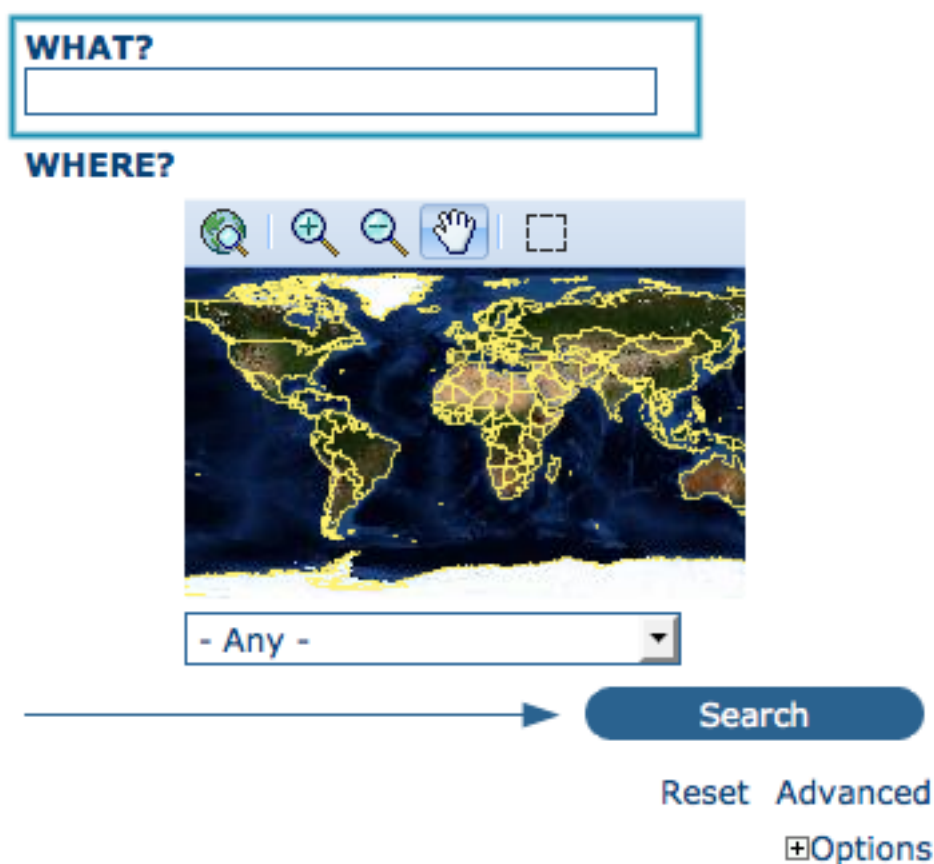 WHAT?
WHERE?
- Any -
Search
Reset Advanced
Options